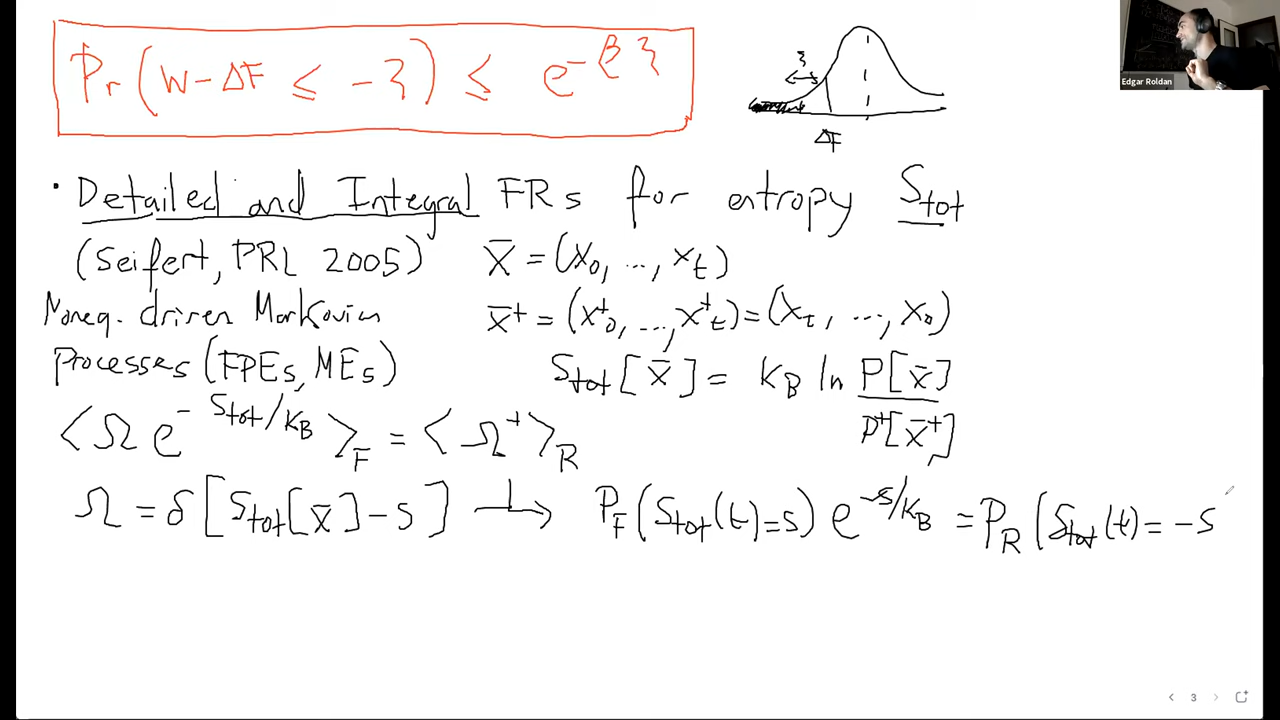 Pr(W-ΔF ≤ -ξ) ≤ e^{-βξ}
ξ
ΔF
Edgar Roldan
· Detailed and Integral FRs for entropy S_tot
(Seifert, PRL 2005) X̄ = (X_0, ..., X_t)
Noneq. driven Markovian X̄^+ = (X^+_0, ..., X^+_t) = (X_t, ..., X_0)
Processes (FPEs, MEs) S_tot[X̄] = K_B ln P[X̄] / P^+[X̄^+]
⟨Ω e^{-S_tot/K_B}⟩_F = ⟨Ω^+⟩_R
Ω = δ[S_tot[X̄] - S] → P_F(S_tot(t)=S) e^{-S/K_B} = P_R(S_tot(t) = -S
3